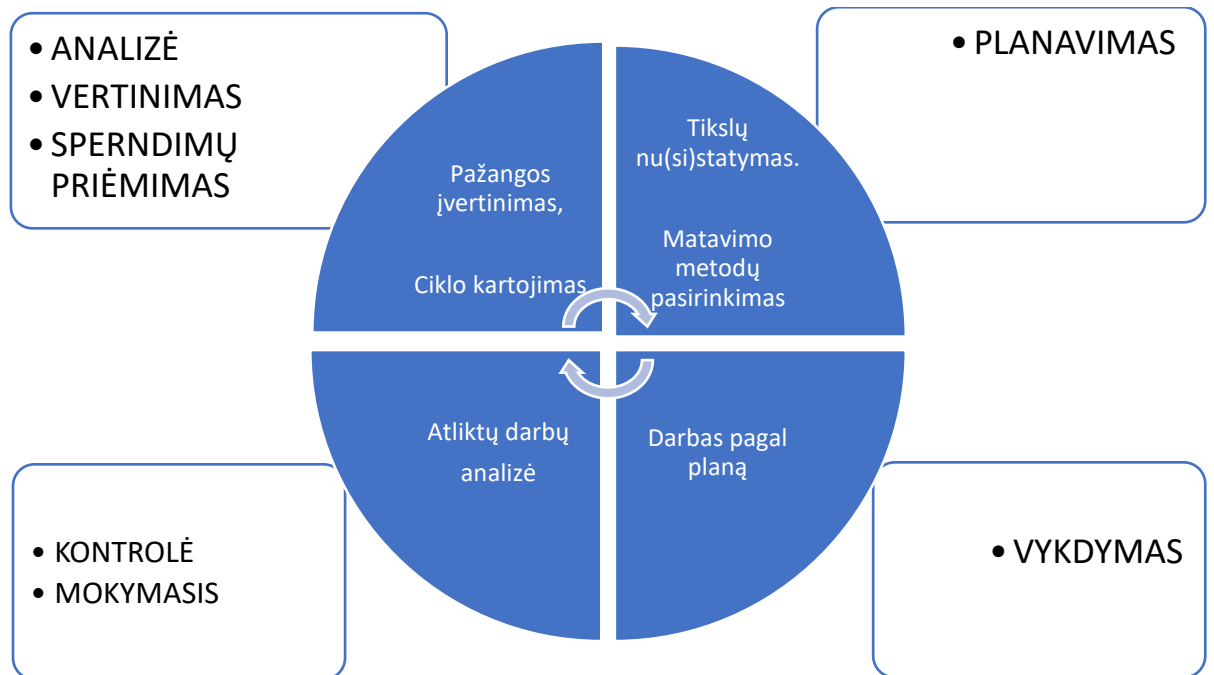 • ANALIZĖ
• VERTINIMAS
• SPERNDIMŲ
PRIĖMIMAS
• PLANAVIMAS
Pažangos
įvertinimas,
Ciklo kartojimas
Tikslų
nu(si)statymas.
Matavimo
metodų
pasirinkimas
Atliktų darbų
analizė
Darbas pagal
planą
• KONTROLĖ
• MOKYMASIS
• VYKDYMAS